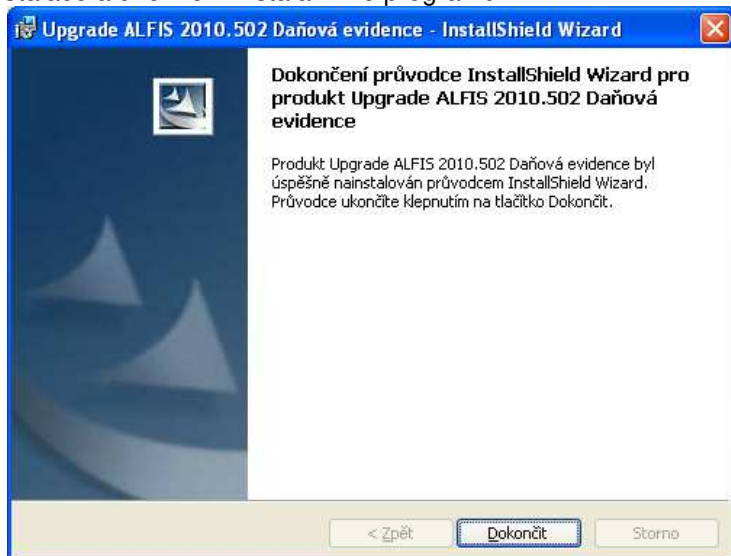 Upgrade ALFIS 2010.502 Daňová evidence - InstallShield Wizard
Dokončení průvodce InstallShield Wizard pro
produkt Upgrade ALFIS 2010.502 Daňová
evidence
Produkt Upgrade ALFIS 2010.502 Daňová evidence byl
úspěšně nainstalován průvodcem InstallShield Wizard.
Průvodce ukončíte klepnutím na tlačítko Dokončit.
< Zpět Dokončit Storno